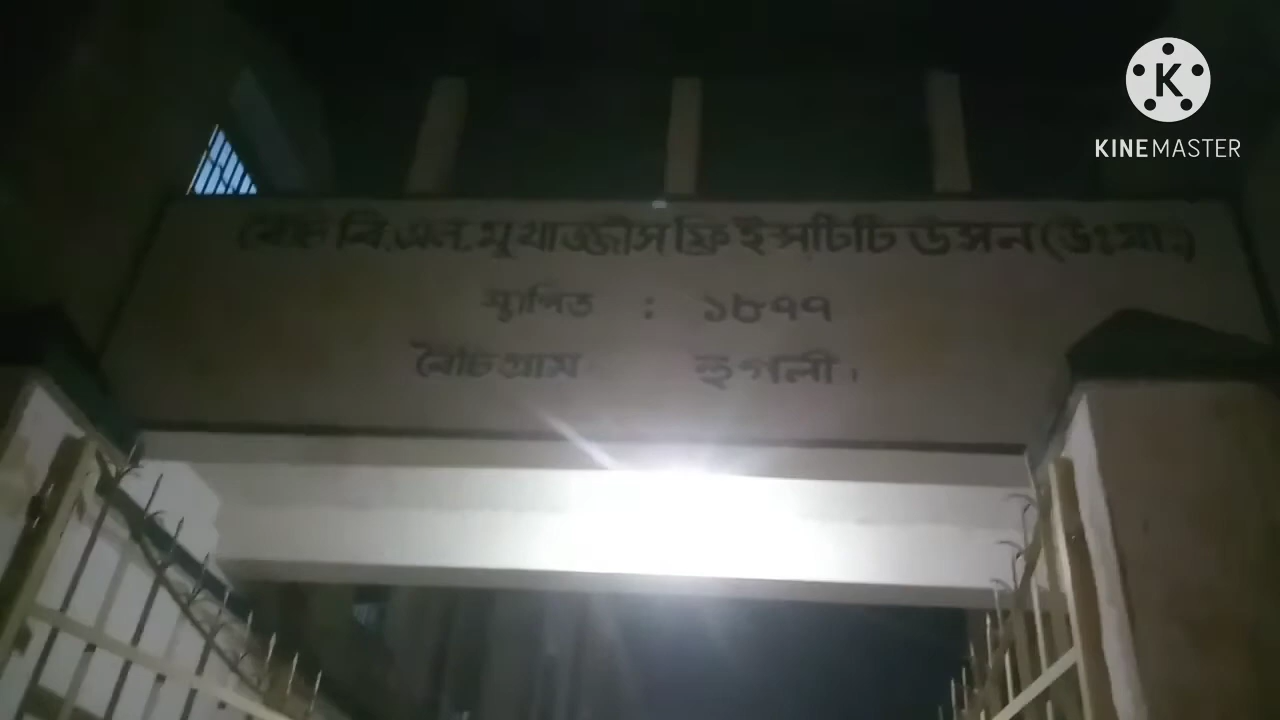 বৈঁচি বি.এল.মুখার্জ্জীস ফ্রি ইন্সটিটিউসন (উঃমাঃ)
স্থাপিত : ১৮৭৭
বৈঁচিগ্রাম হুগলী।
KINEMASTER